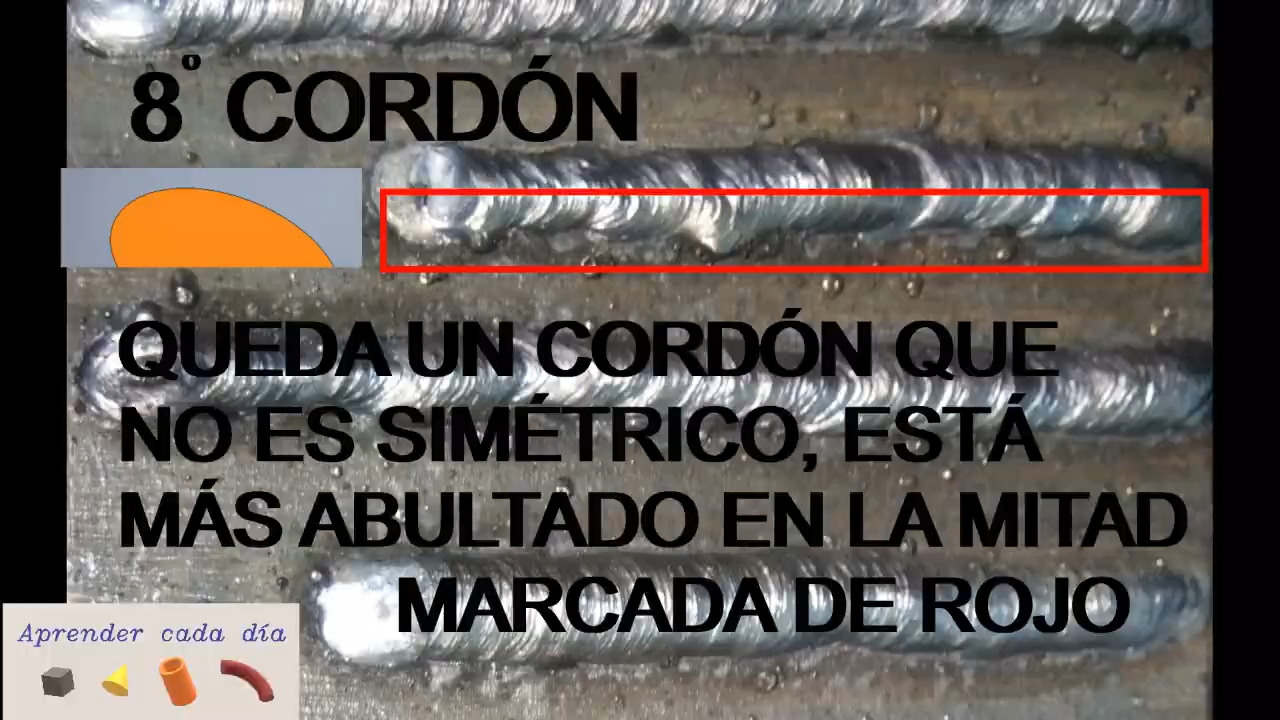 8º CORDÓN
QUEDA UN CORDÓN QUE
NO ES SIMÉTRICO, ESTÁ
MÁS ABULTADO EN LA MITAD
MARCADA DE ROJO
Aprender cada día